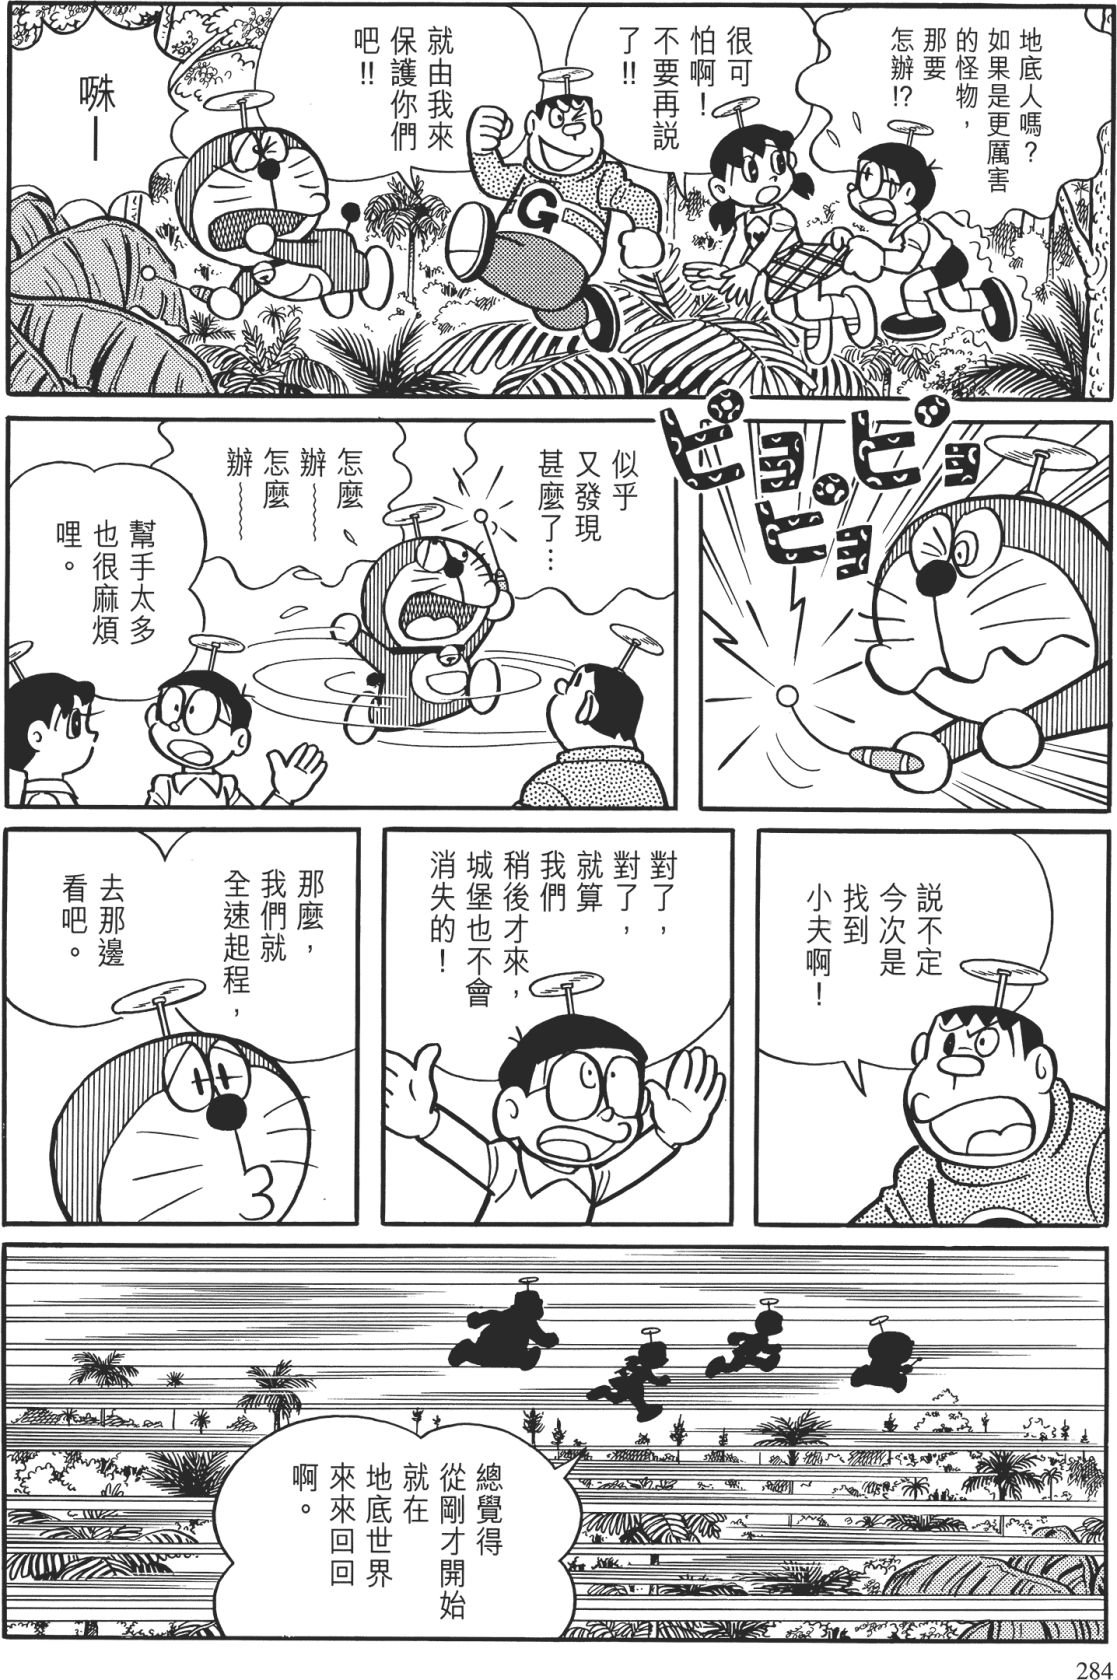 地底人嗎？
如果是更厲害
的怪物，
那要
怎辦!?
很可
怕啊！
不要再說
了!!
就由我來
保護你們
吧!!
G
咻—
ピョピョピョ
似乎
又發現
甚麼了…
怎麼
辦～
怎麼
辦～
幫手太多
也很麻煩
哩。
說不定
今次是
找到
小夫啊！
對了，
對了，
就算
我們
稍後才來，
城堡也不會
消失的！
那麼，
我們就
全速起程，
去那邊
看吧。
總覺得
從剛才開始
就在
地底世界
來來回回
啊。
284